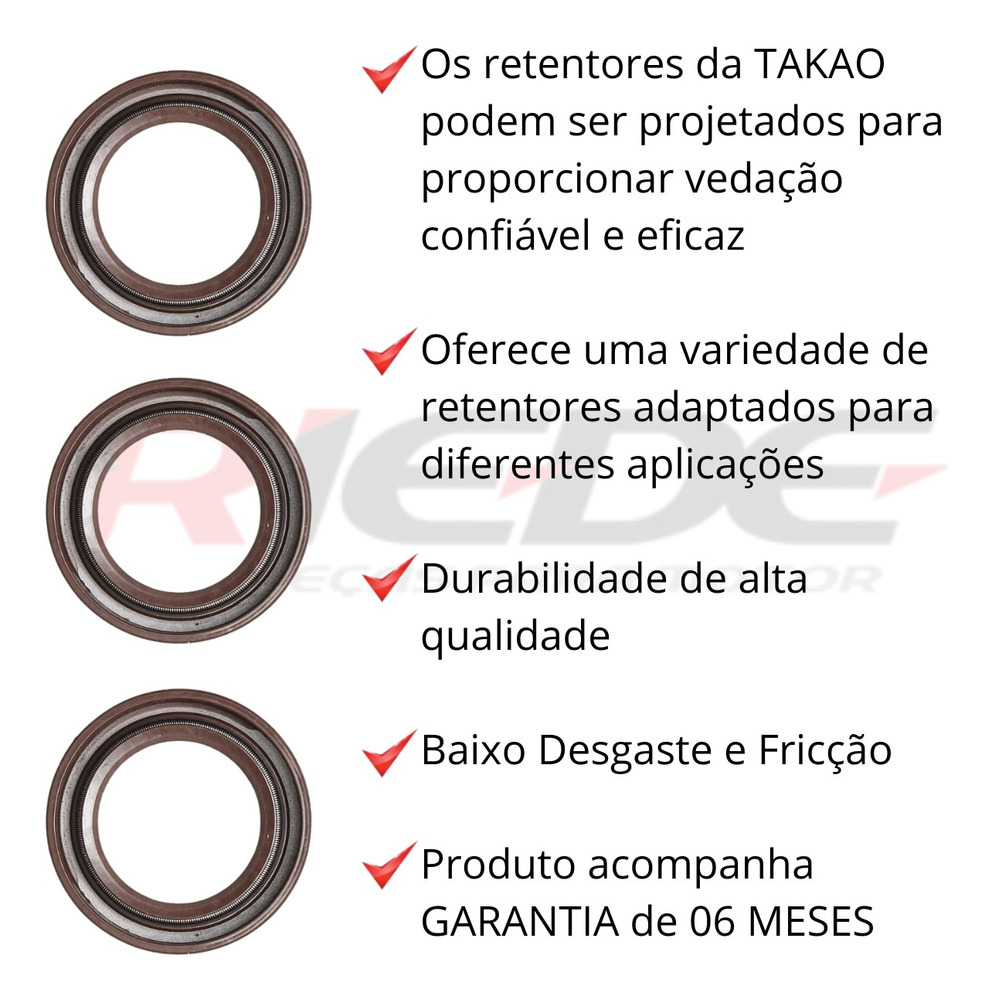 Os retentores da TAKAO
podem ser projetados para
proporcionar vedação
confiável e eficaz
Oferece uma variedade de
retentores adaptados para
diferentes aplicações
RIEDE
Durabilidade de alta
qualidade
Baixo Desgaste e Fricção
Produto acompanha
GARANTIA de 06 MESES